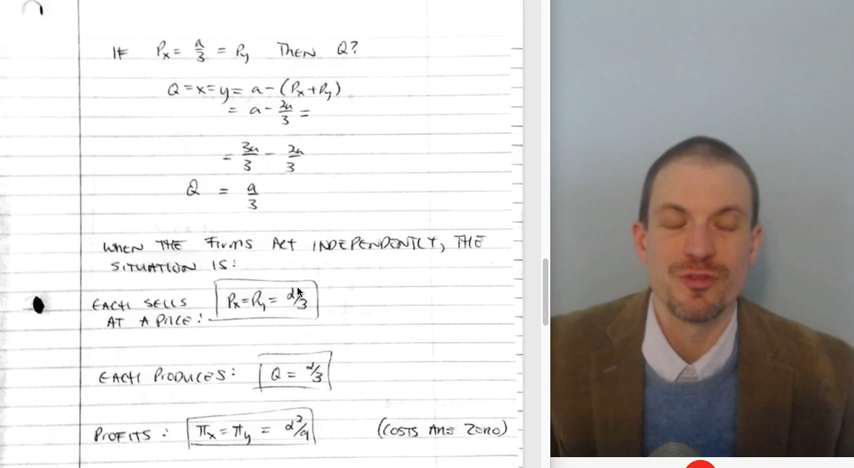 IF Px = a/3 = Py THEN Q?
Q = x = y = a - (Px + Py)
= a - 2a/3 =
= 3a/3 - 2a/3
Q = a/3
WHEN THE FIRMS ACT INDEPENDENTLY, THE
SITUATION IS:
EACH SELLS
AT A PRICE: Px = Py = a/3
EACH PRODUCES: Q = a/3
PROFITS: πx = πy = a²/9 (COSTS ARE ZERO)